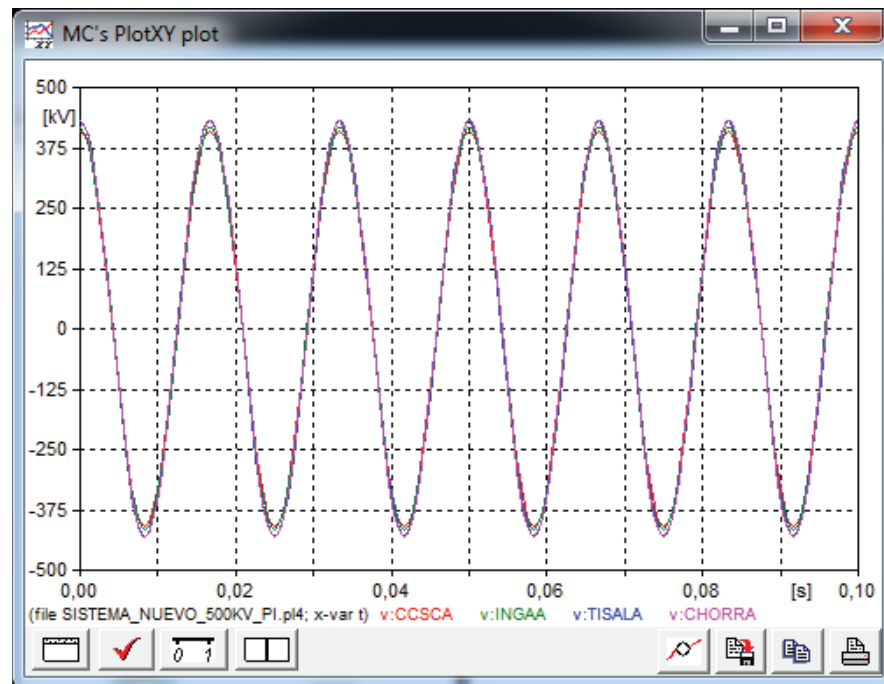 MC's PlotXY plot
500
[kV]
375
250
125
0
-125
-250
-375
-500
0,00 0,02 0,04 0,06 0,08 [s] 0,10
(file SISTEMA_NUEVO_500KV_PI.pl4; x-var t) v:CCSCA v:INGAA v:TISALA v:CHORRA
0 1